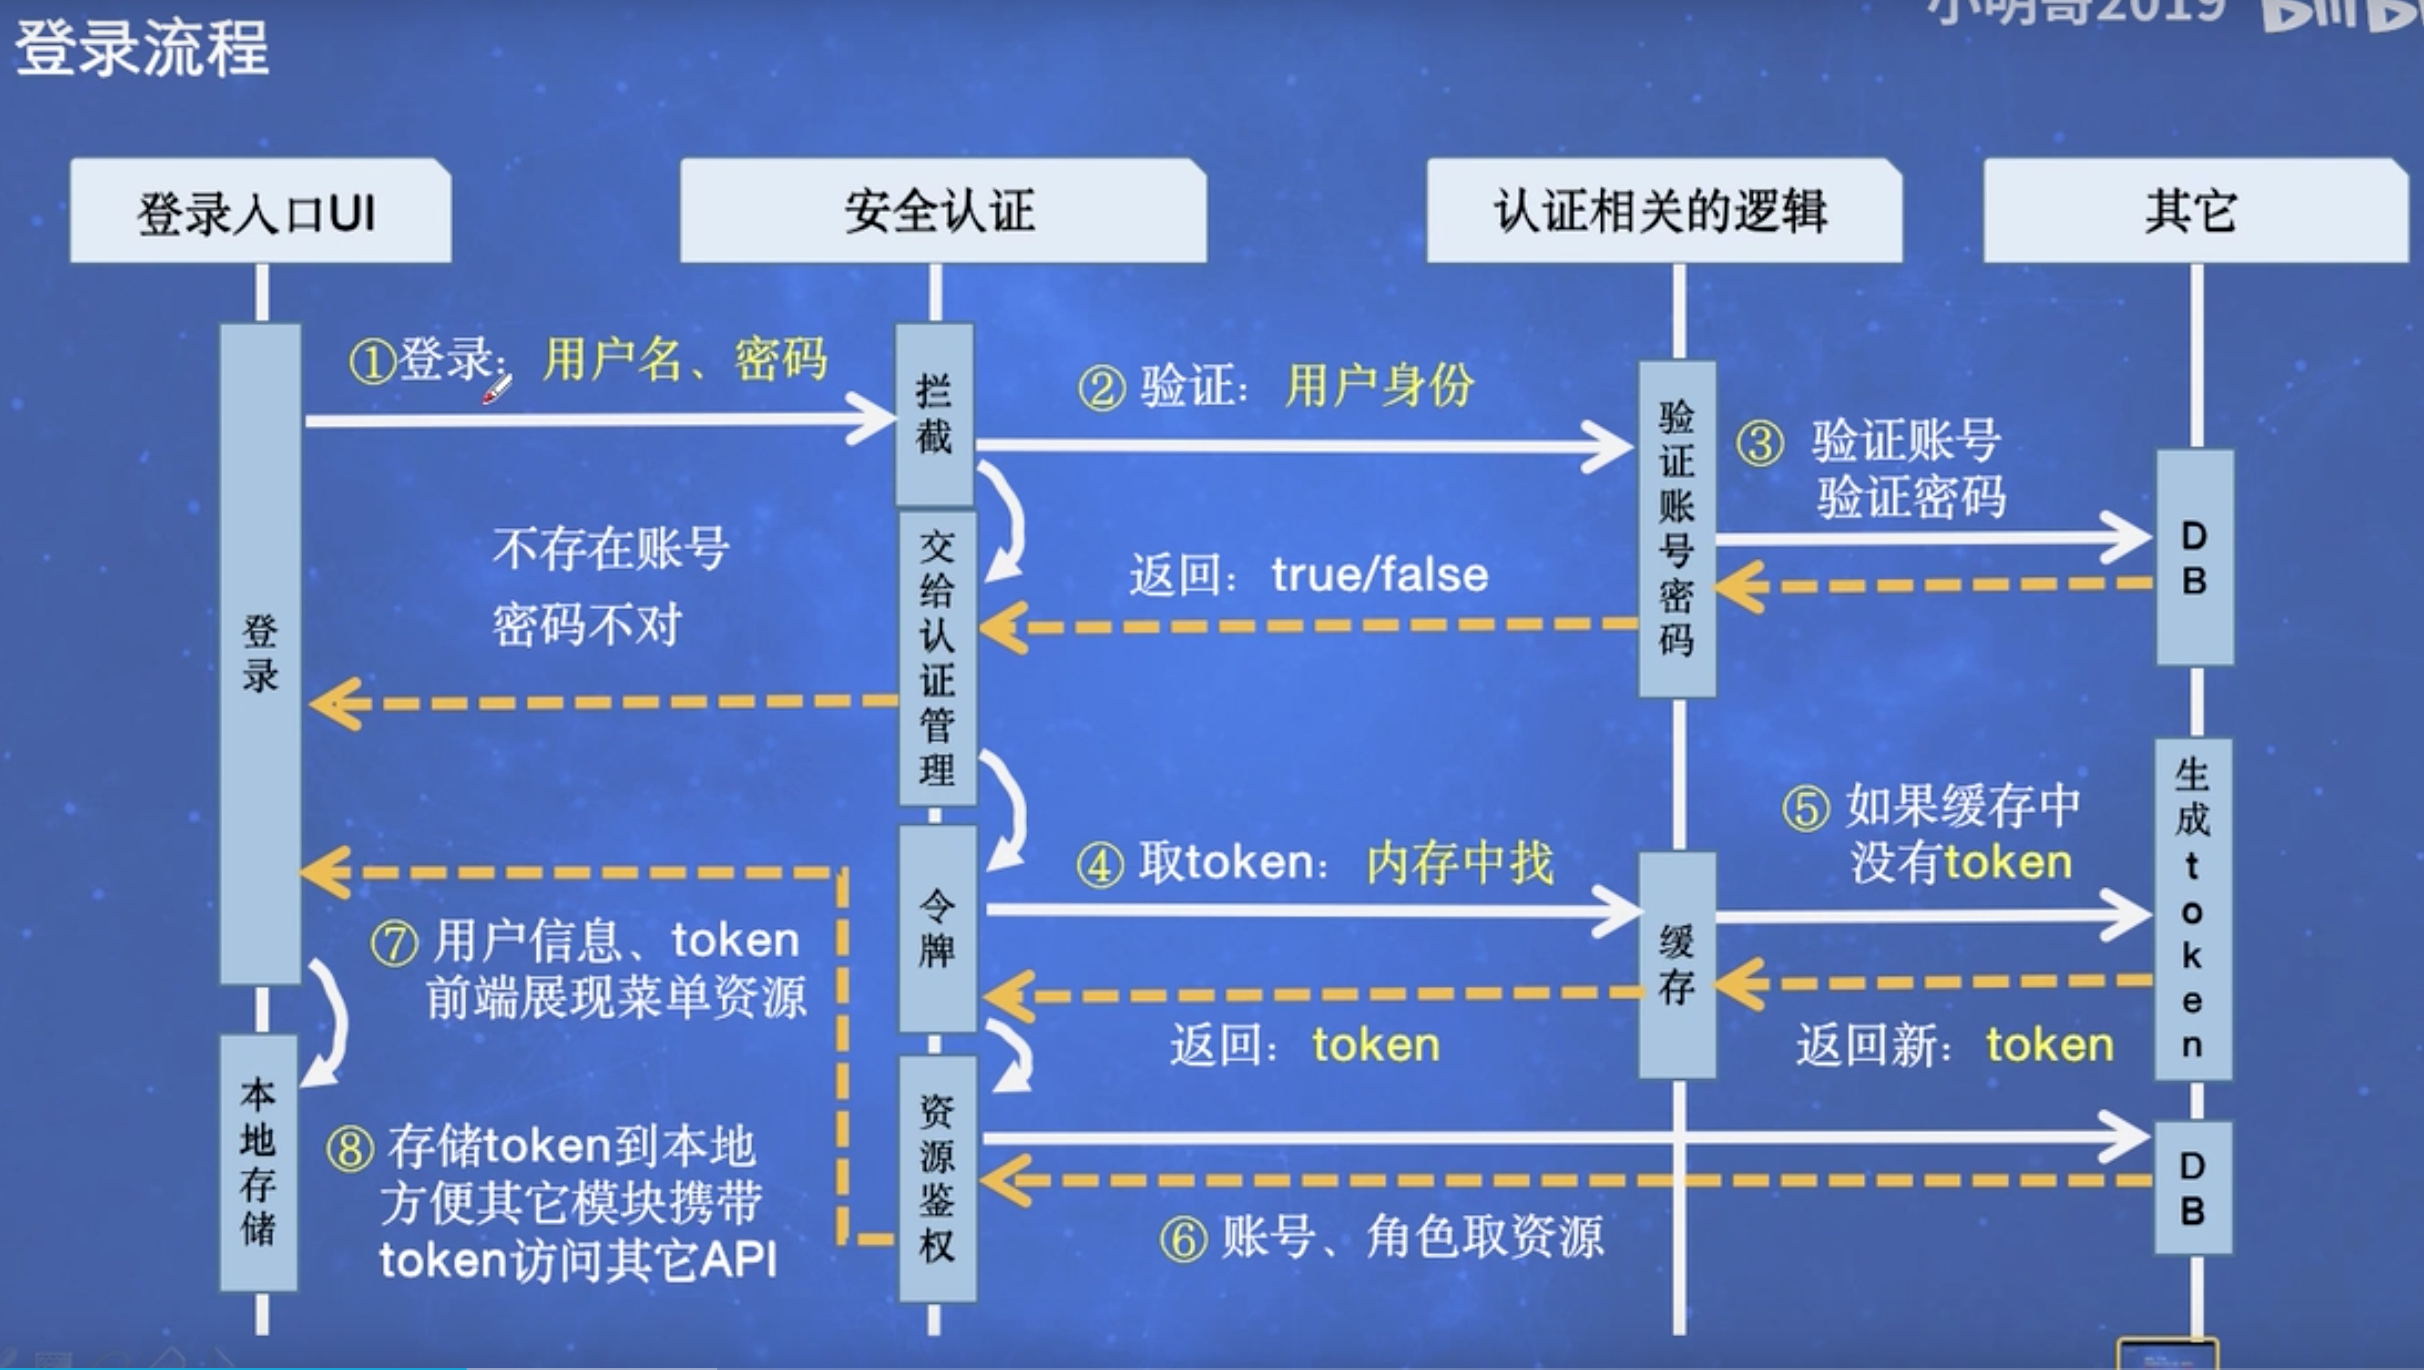 登录流程
小明哥2019 bilibili
登录入口UI
安全认证
认证相关的逻辑
其它
①登录：用户名、密码
② 验证：用户身份
③ 验证账号
验证密码
拦截
验证账号密码
DB
不存在账号
密码不对
交给认证管理
返回：true/false
登录
④ 取token：内存中找
⑤ 如果缓存中
没有token
生成token
令牌
缓存
⑦ 用户信息、token
前端展现菜单资源
返回：token
返回新：token
本地存储
⑧ 存储token到本地
方便其它模块携带
token访问其它API
资源鉴权
DB
⑥ 账号、角色取资源